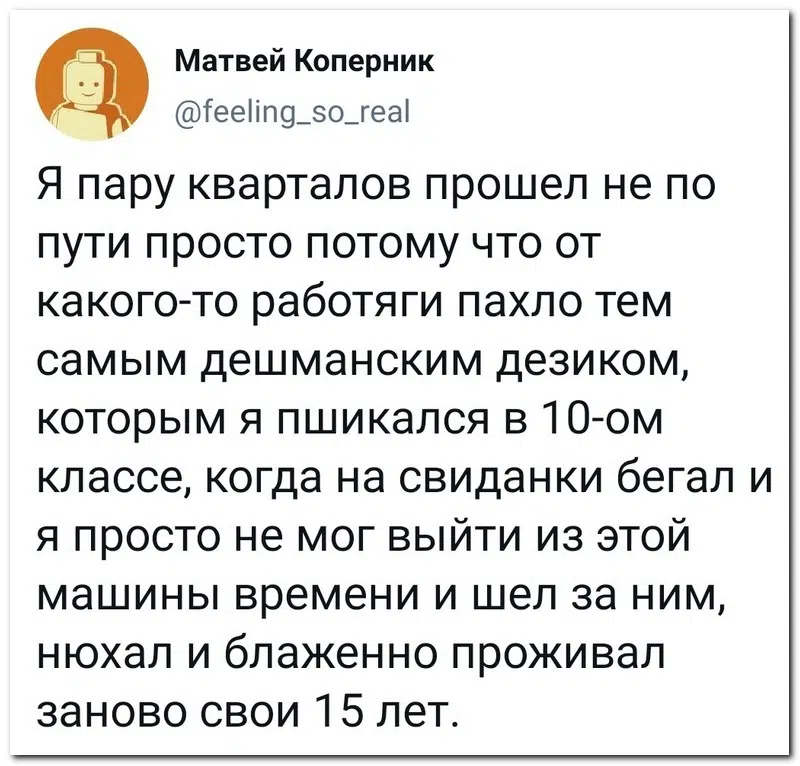 Матвей Коперник
@feeling_so_real
Я пару кварталов прошел не по
пути просто потому что от
какого-то работяги пахло тем
самым дешманским дезиком,
которым я пшикался в 10-ом
классе, когда на свиданки бегал и
я просто не мог выйти из этой
машины времени и шел за ним,
нюхал и блаженно проживал
заново свои 15 лет.